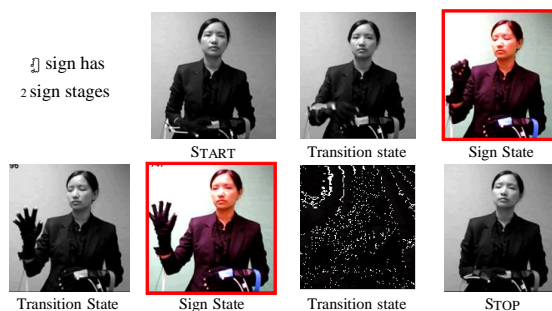 sign has
2 sign stages
START
Transition state
Sign State
Transition State
Sign State
Transition state
STOP